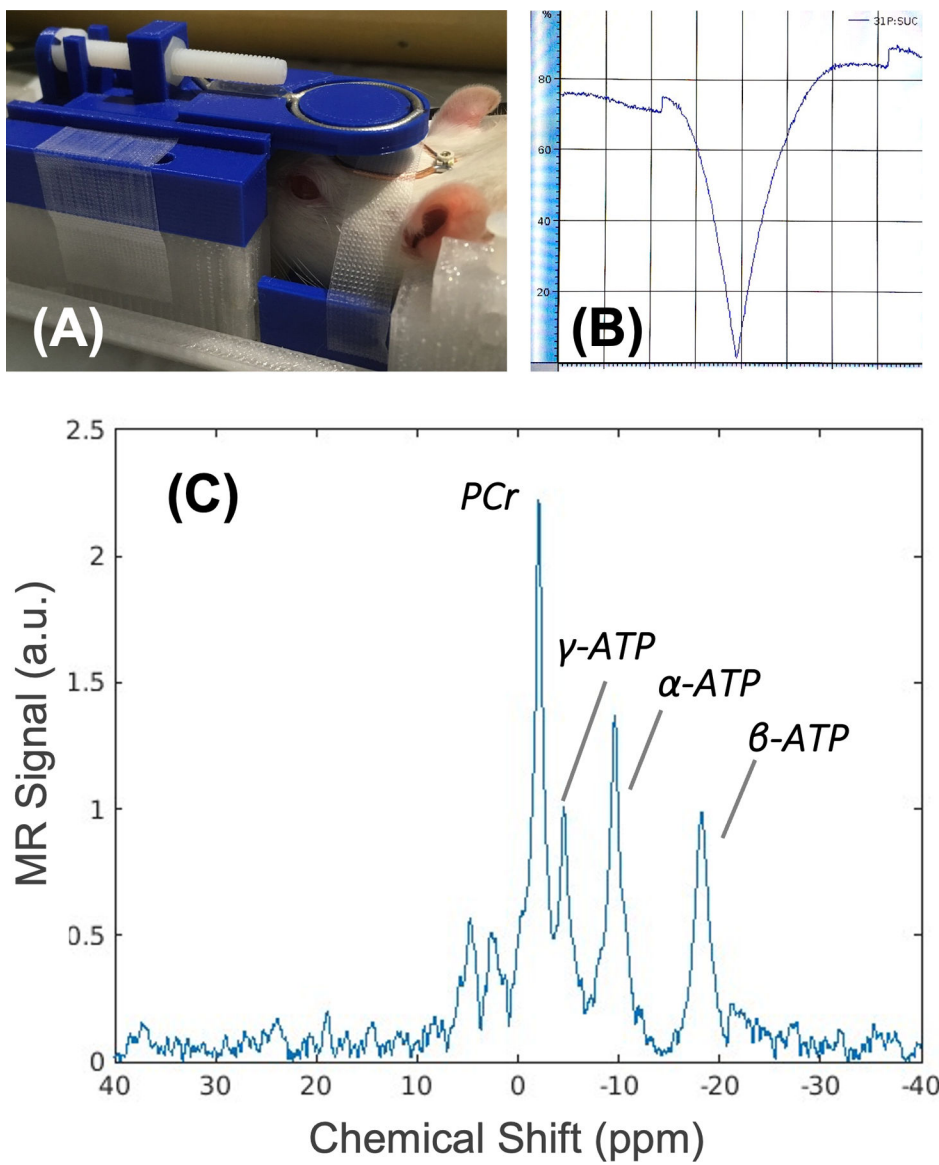 (A)
%
31P:SUC
80
60
40
20
(B)
2.5
2
1.5
1
0.5
0
(C)
PCr
γ-ATP
α-ATP
β-ATP
40 30 20 10 0 -10 -20 -30 -40
MR Signal (a.u.)
Chemical Shift (ppm)